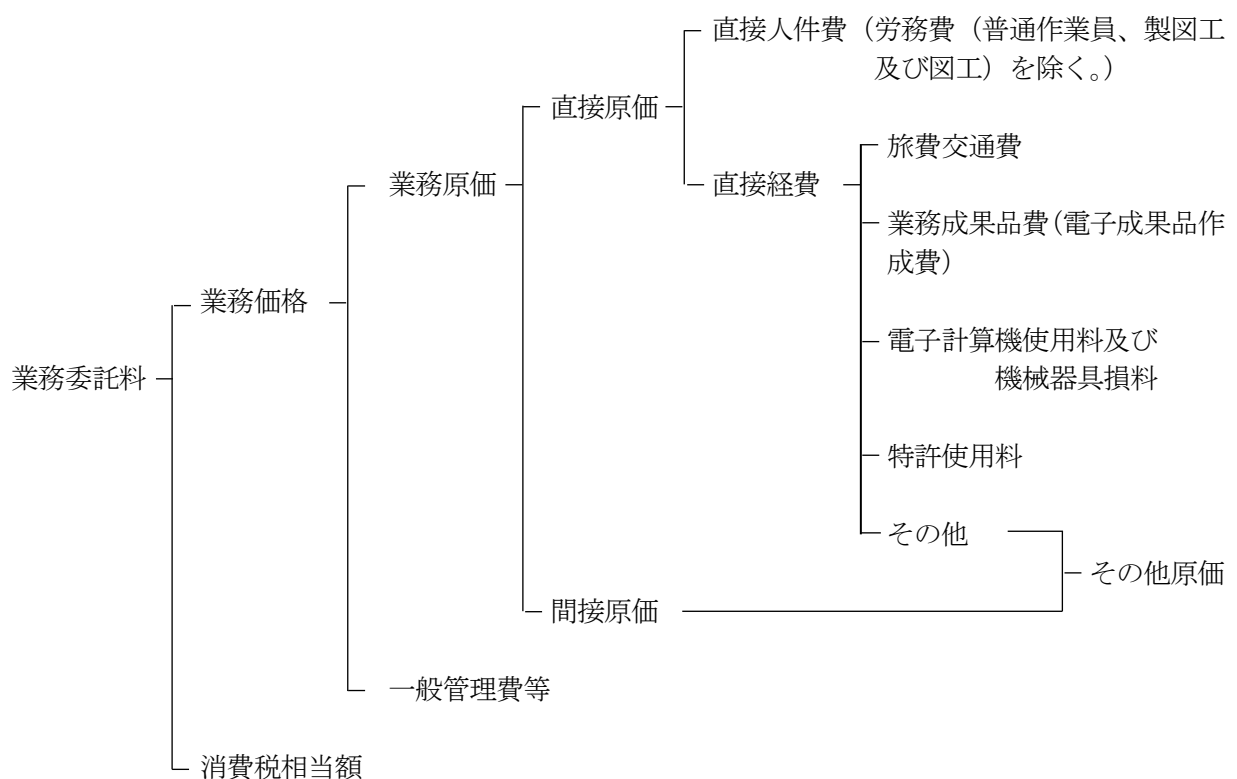 直接人件費（労務費（普通作業員、製図工
及び図工）を除く。）
直接原価
旅費交通費
業務原価
直接経費
業務成果品費（電子成果品作
成費）
業務価格
電子計算機使用料及び
機械器具損料
業務委託料
特許使用料
その他
その他原価
間接原価
一般管理費等
消費税相当額